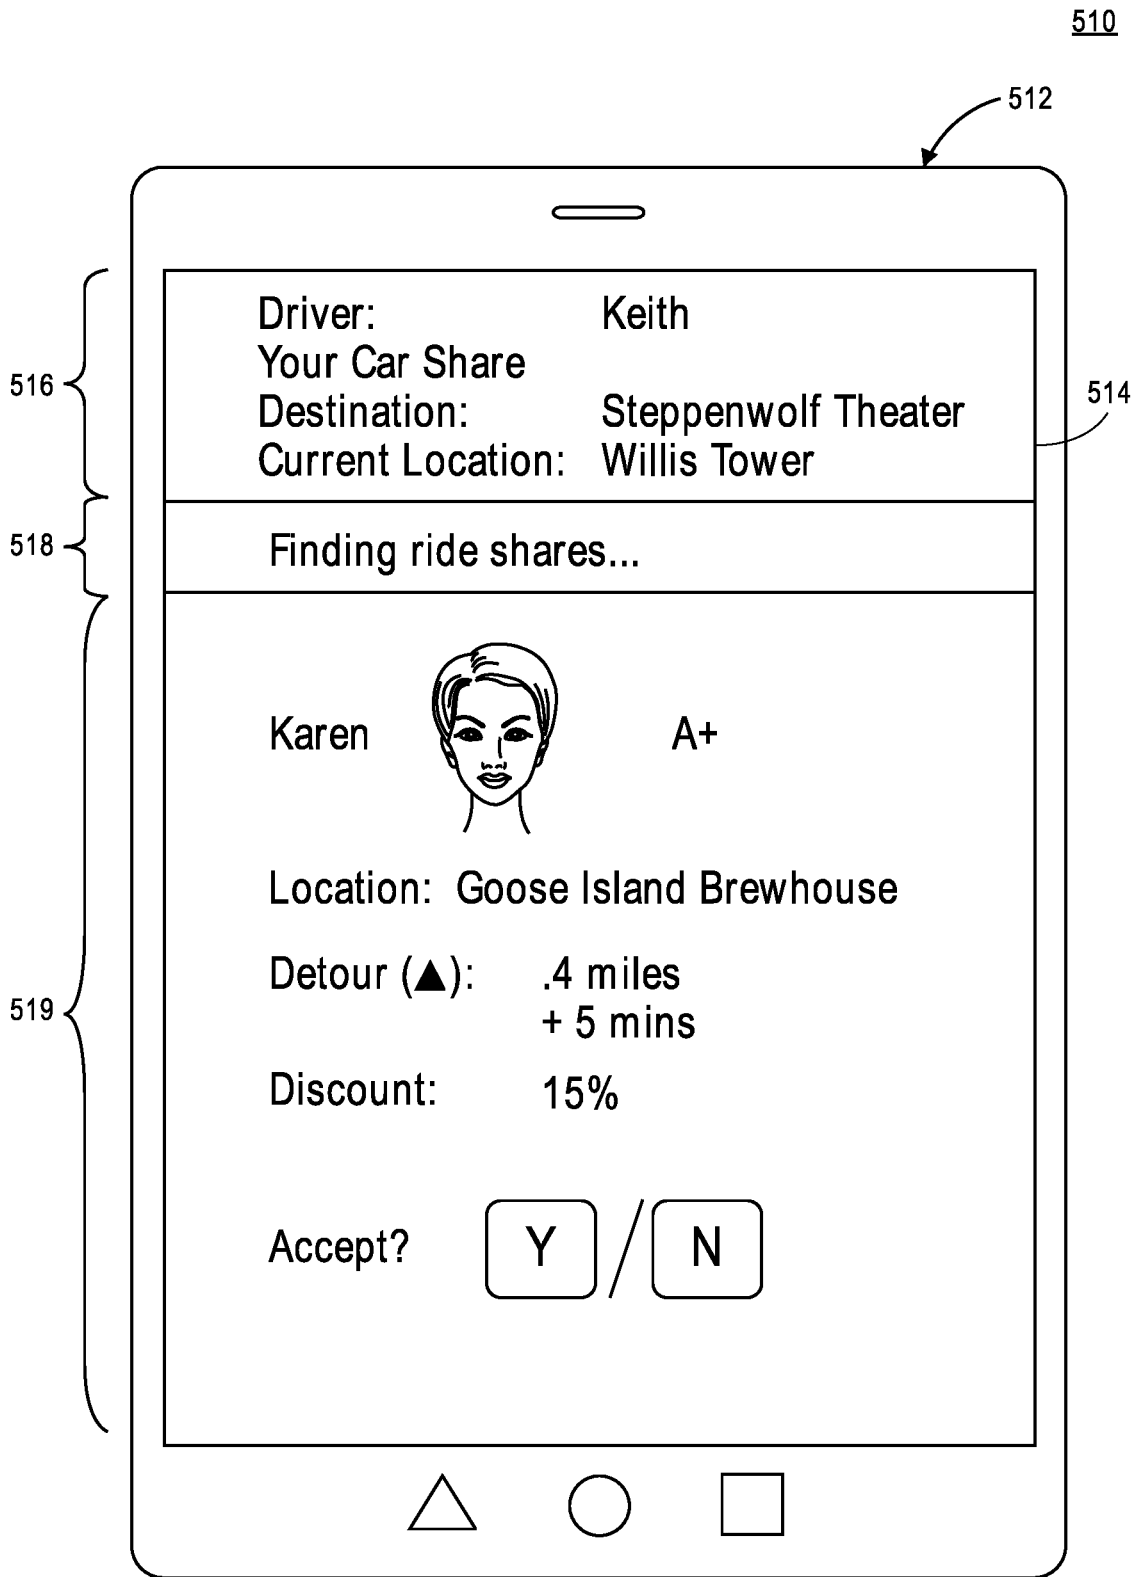 510
512
Driver: Keith
Your Car Share
516
Destination: Steppenwolf Theater
514
Current Location: Willis Tower
518
Finding ride shares...
Karen A+
Location: Goose Island Brewhouse
Detour (▲): .4 miles
519
+ 5 mins
Discount: 15%
Accept? Y / N